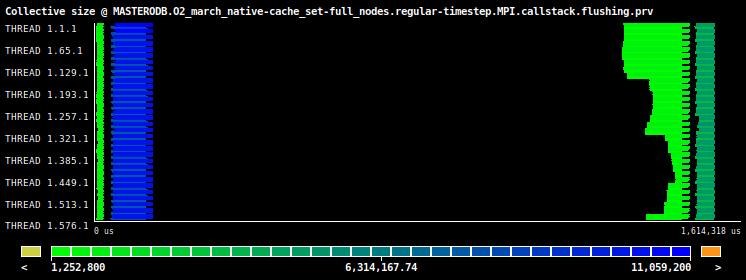 Collective size @ MASTERODB.O2_march_native-cache_set-full_nodes.regular-timestep.MPI.callstack.flushing.prv
THREAD 1.1.1
THREAD 1.65.1
THREAD 1.129.1
THREAD 1.193.1
THREAD 1.257.1
THREAD 1.321.1
THREAD 1.385.1
THREAD 1.449.1
THREAD 1.513.1
THREAD 1.576.1
0 us 1,614,318 us
< 1,252,800 6,314,167.74 11,059,200 >